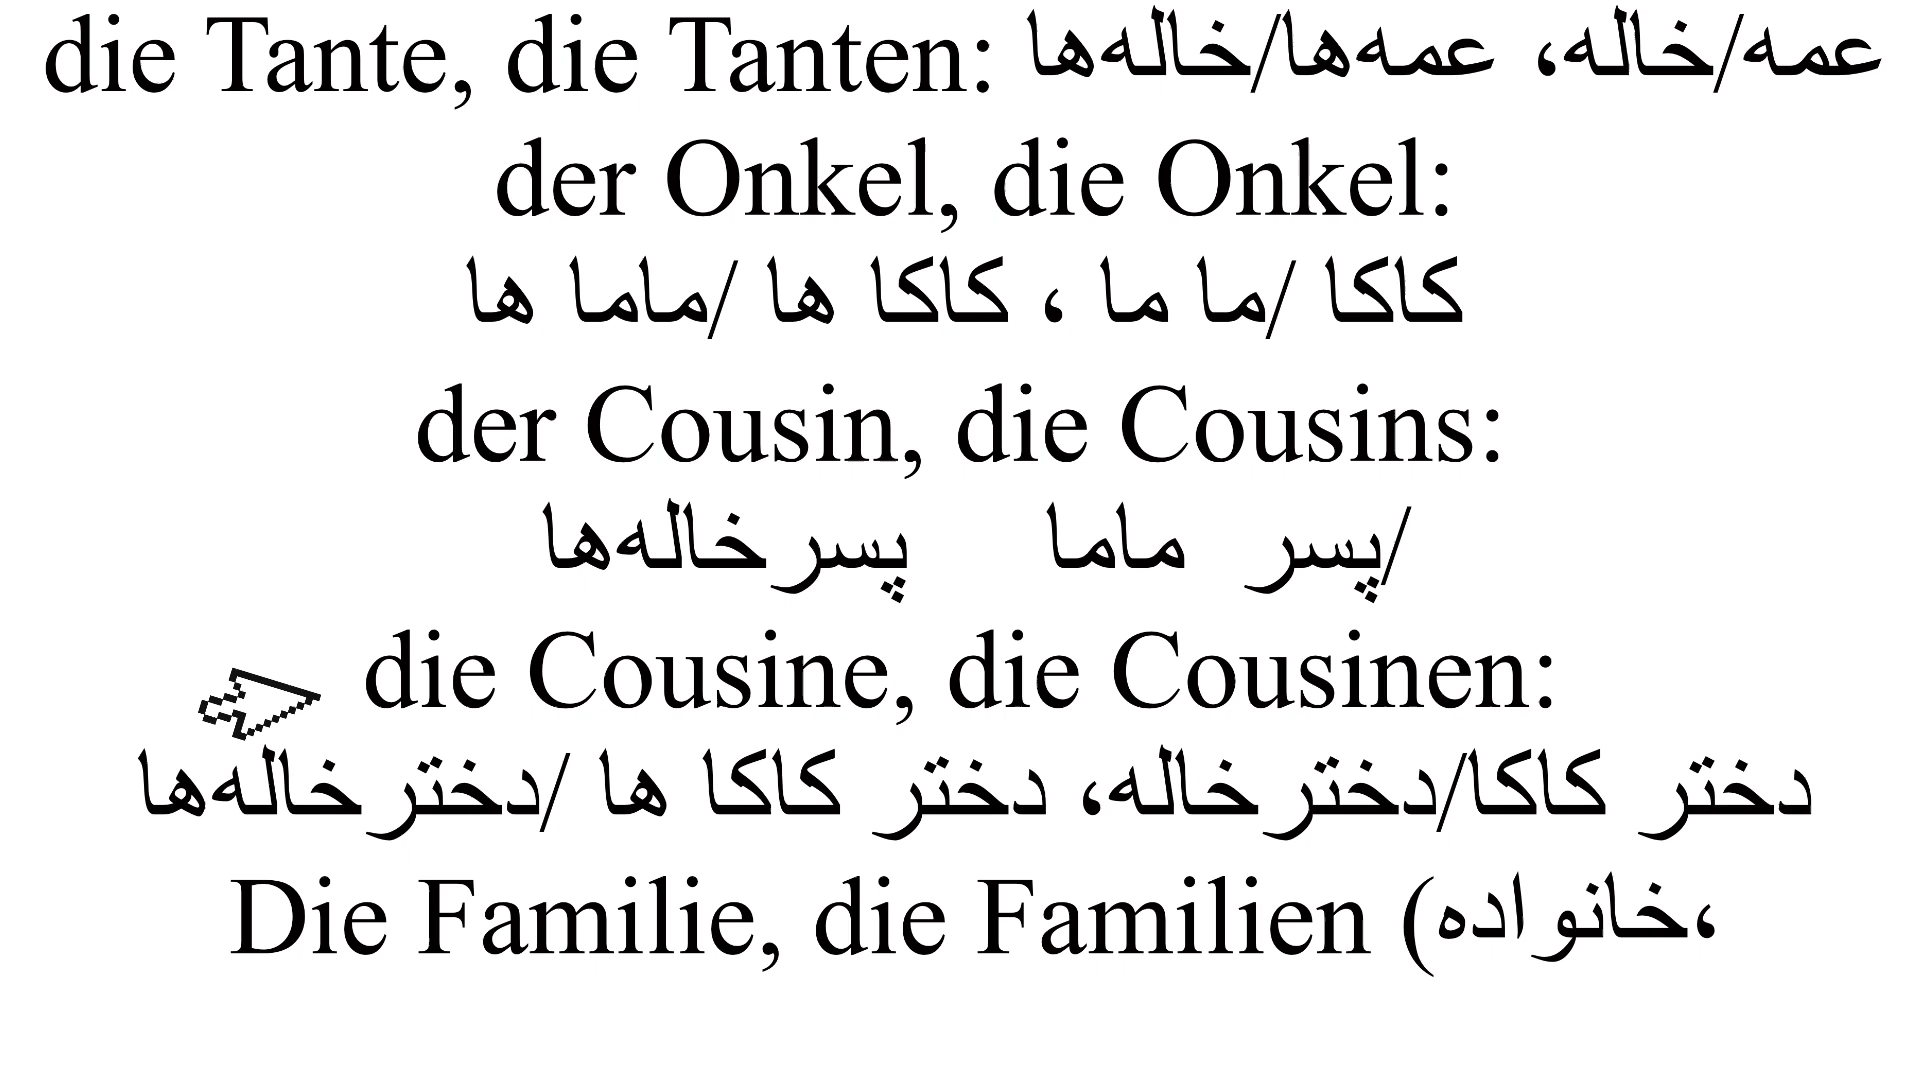 die Tante, die Tanten: عمه/خاله، عمه‌ها/خاله‌ها
der Onkel, die Onkel:
کاکا /ما ما ، کاکا ها /ماما ها
der Cousin, die Cousins:
/پسر ماما پسرخاله‌ها
die Cousine, die Cousinen:
دختر کاکا/دخترخاله، دختر کاکا ها /دخترخاله‌ها
Die Familie, die Familien (خانواده،